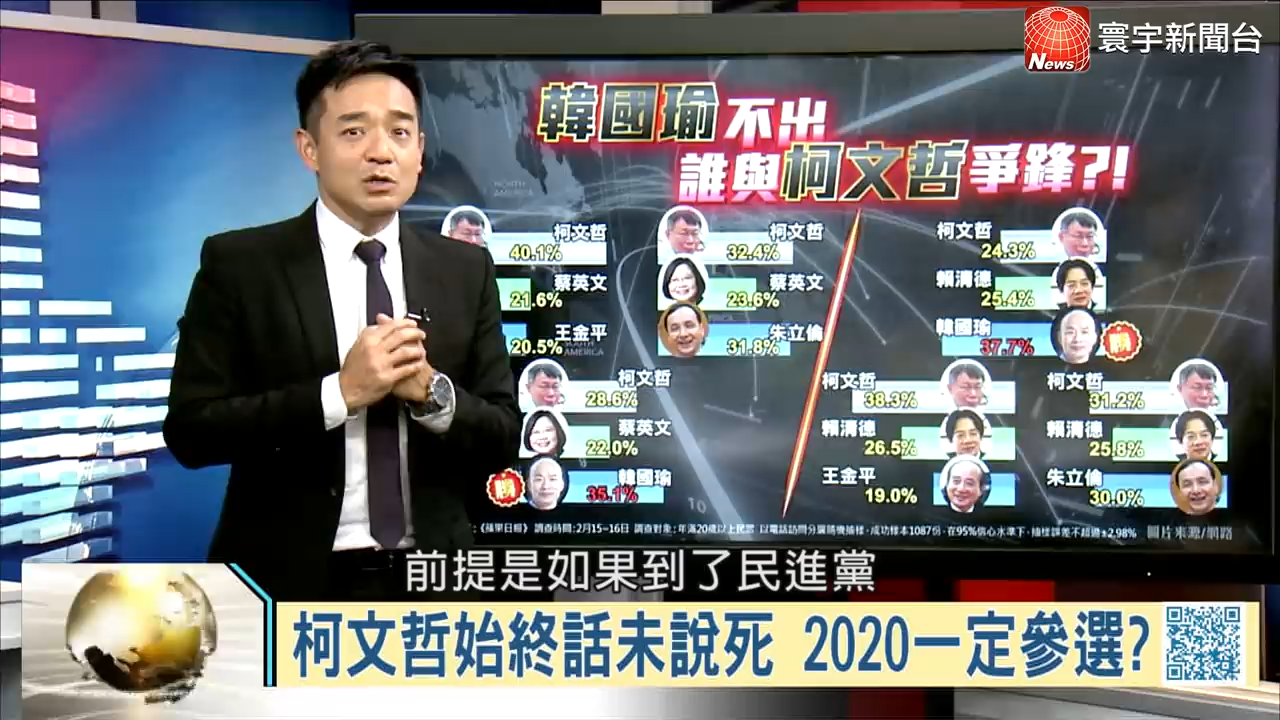 News 寰宇新聞台
韓國瑜不出
誰與柯文哲爭鋒?!
NORTH AMERICA
柯文哲
40.1%
蔡英文
21.6%
王金平
20.5%
SOUTH AMERICA
柯文哲
32.4%
蔡英文
23.6%
朱立倫
31.8%
柯文哲
24.3%
賴清德
25.4%
韓國瑜
37.7%
勝
柯文哲
28.6%
蔡英文
22.0%
韓國瑜
35.1%
勝
柯文哲
38.3%
賴清德
26.5%
王金平
19.0%
柯文哲
31.2%
賴清德
25.8%
朱立倫
30.0%
10
:《蘋果日報》 調查時間:2月15-16日 調查對象:年滿20歲以上民眾 以電話訪問分層隨機抽樣,成功樣本1087份,在95%信心水準下,抽樣誤差不超過±2.98% 圖片來源/網路
前提是如果到了民進黨
柯文哲始終話未說死 2020一定參選?